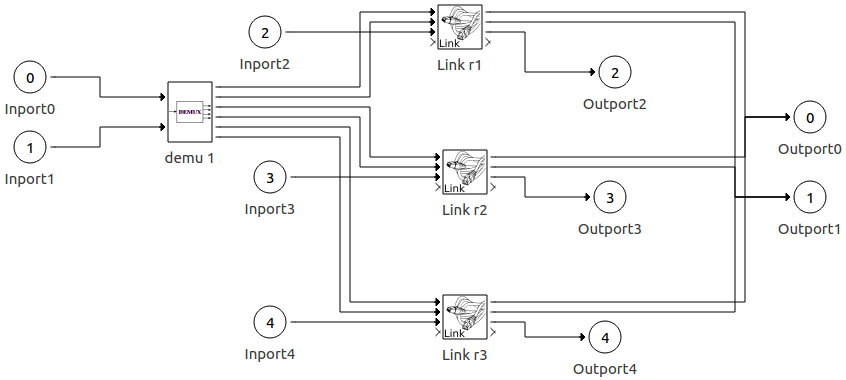 2
Inport2
Link
Link r1
0
Inport0
DEMUX
demu 1
2
Outport2
0
Outport0
1
Inport1
3
Inport3
Link
Link r2
3
Outport3
1
Outport1
4
Inport4
Link
Link r3
4
Outport4